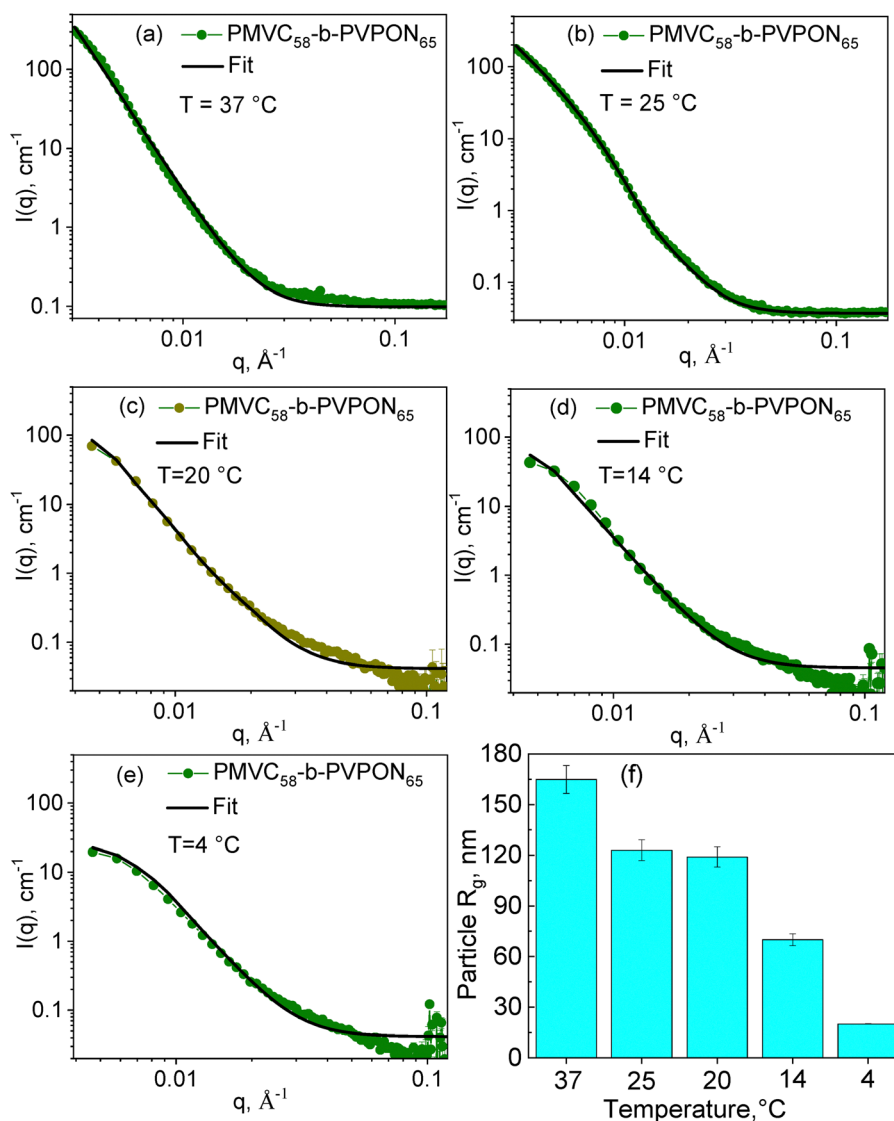 (a)
PMVC₅₈-b-PVPON₆₅
Fit
T = 37 °C
100
10
1
0.1
0.01
0.1
I(q), cm⁻¹
q, Å⁻¹
(b)
PMVC₅₈-b-PVPON₆₅
Fit
T = 25 °C
100
10
1
0.1
0.01
0.1
I(q), cm⁻¹
q, Å⁻¹
(c)
PMVC₅₈-b-PVPON₆₅
Fit
T=20 °C
100
10
1
0.1
0.01
0.1
I(q), cm⁻¹
q, Å⁻¹
(d)
PMVC₅₈-b-PVPON₆₅
Fit
T=14 °C
100
10
1
0.1
0.01
0.1
I(q), cm⁻¹
q, Å⁻¹
(e)
PMVC₅₈-b-PVPON₆₅
Fit
T=4 °C
100
10
1
0.1
0.01
0.1
I(q), cm⁻¹
q, Å⁻¹
(f)
180
150
120
90
60
30
0
37 25 20 14 4
Particle R_g, nm
Temperature,°C